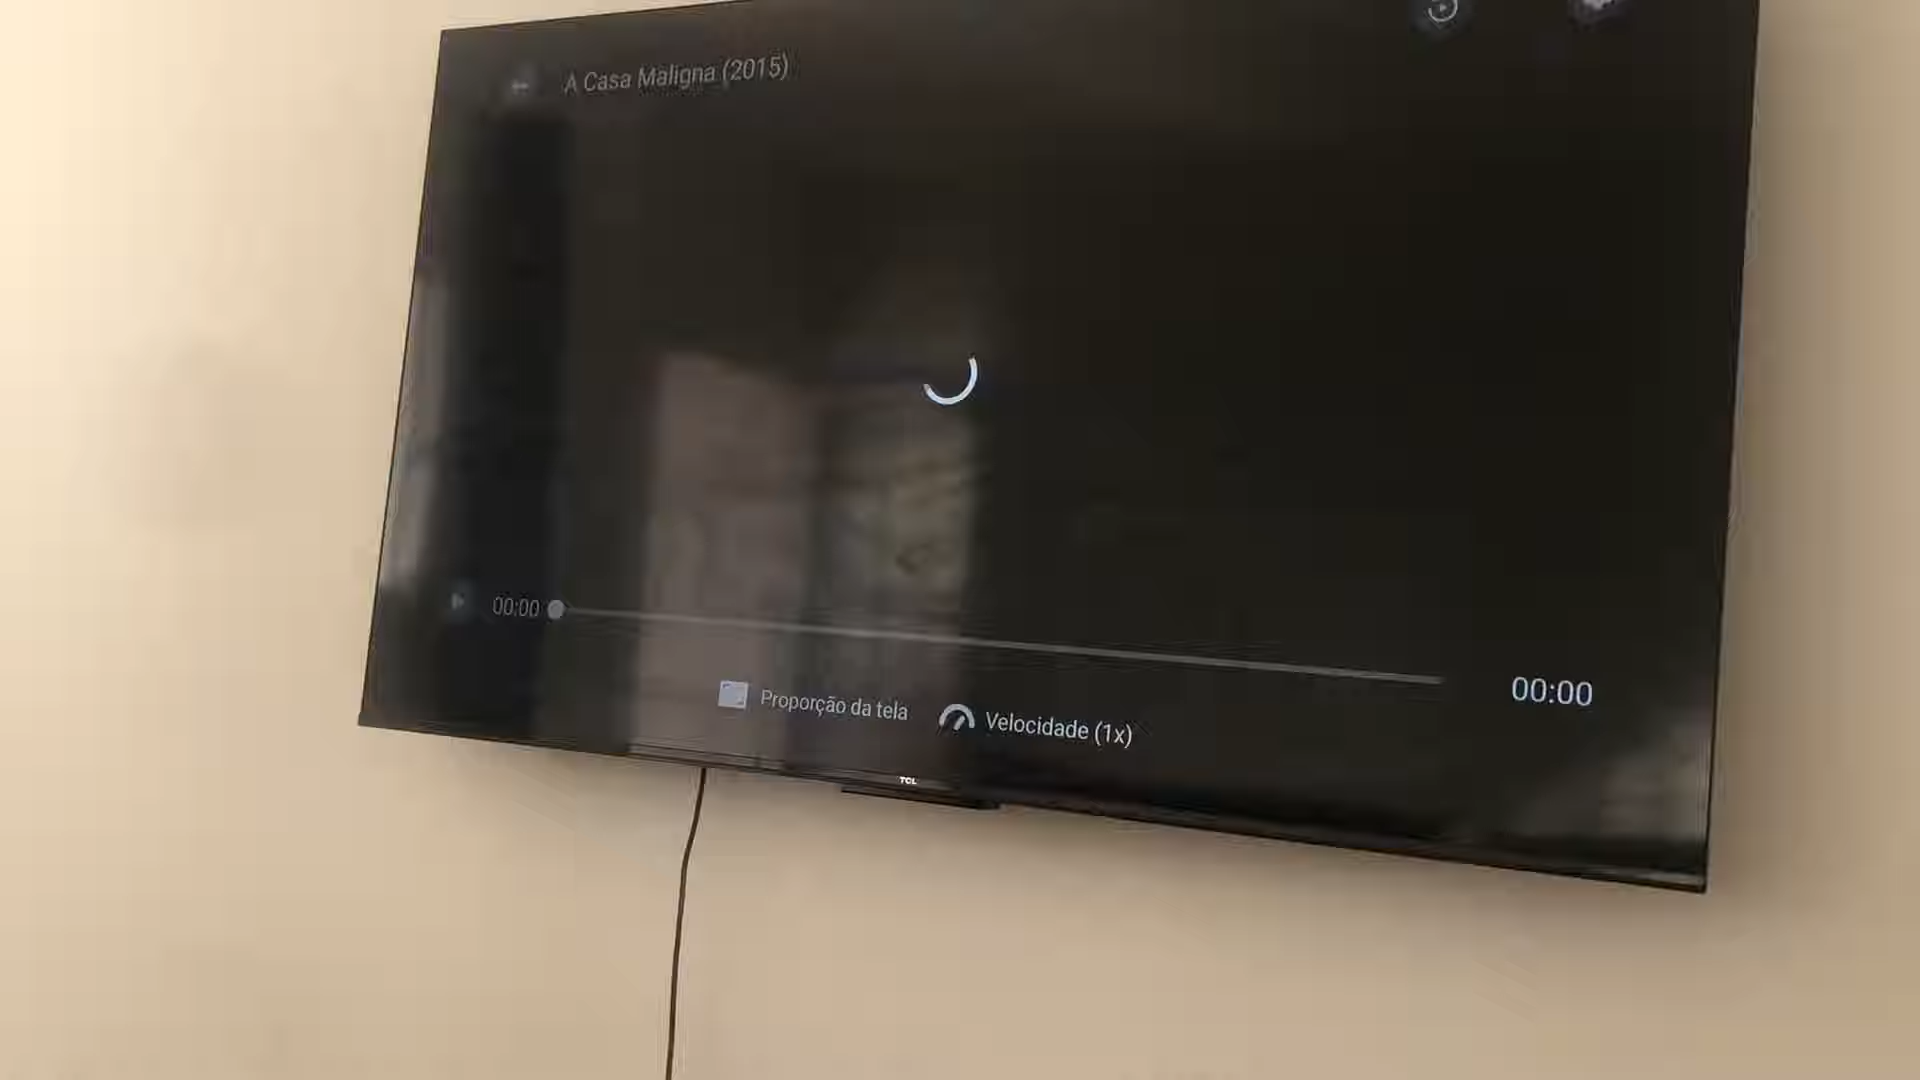 A Casa Maligna (2015)
00:00
00:00
Proporção da tela
Velocidade (1x)
TCL